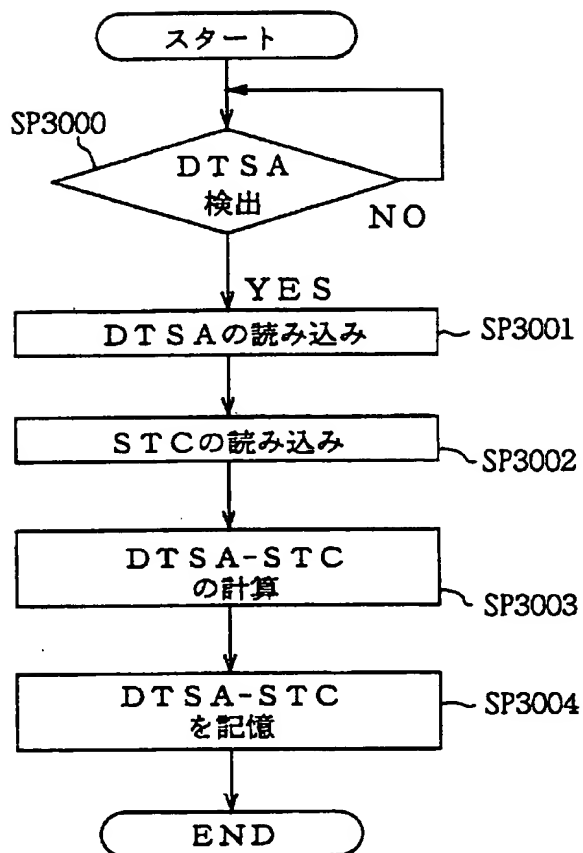 スタート
SP3000
DTSA
検出
NO
YES
DTSAの読み込み
SP3001
STCの読み込み
SP3002
DTSA-STC
の計算
SP3003
DTSA-STC
を記憶
SP3004
END